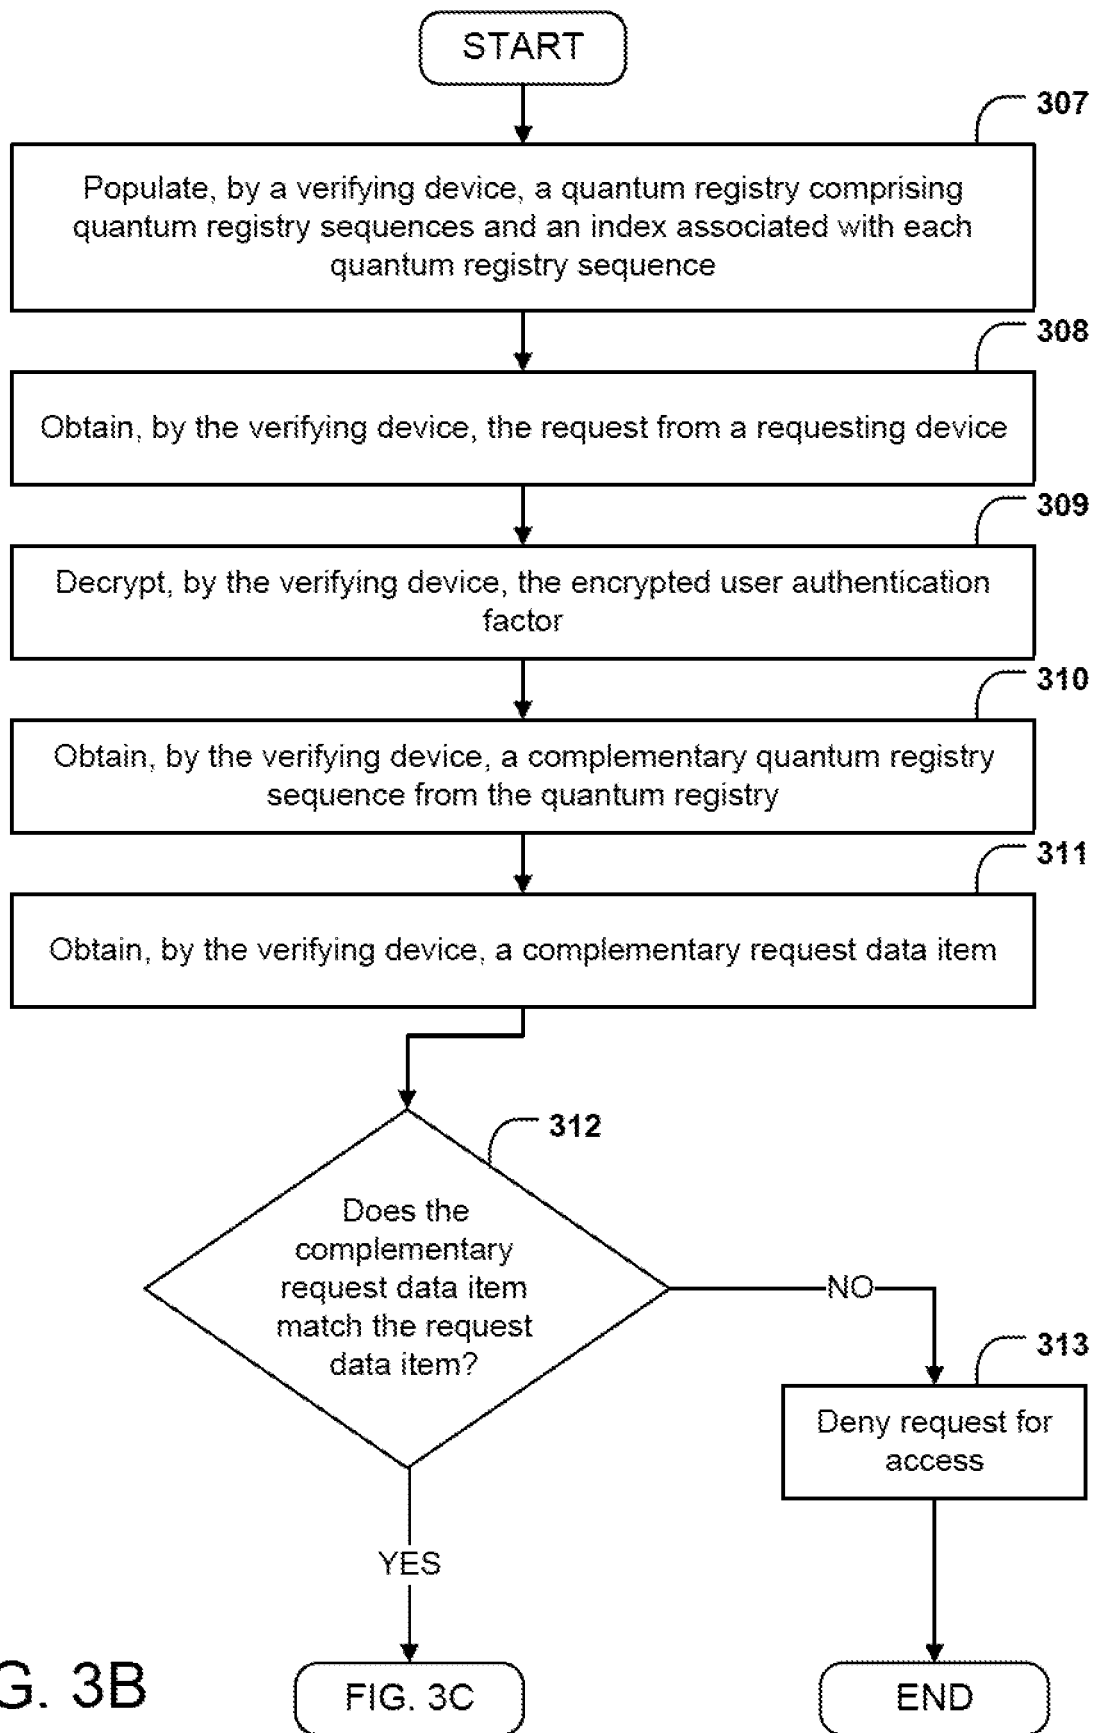 START
307
Populate, by a verifying device, a quantum registry comprising
quantum registry sequences and an index associated with each
quantum registry sequence
308
Obtain, by the verifying device, the request from a requesting device
309
Decrypt, by the verifying device, the encrypted user authentication
factor
310
Obtain, by the verifying device, a complementary quantum registry
sequence from the quantum registry
311
Obtain, by the verifying device, a complementary request data item
312
Does the
complementary
request data item
match the request
data item?
NO
313
Deny request for
access
YES
G. 3B
FIG. 3C
END